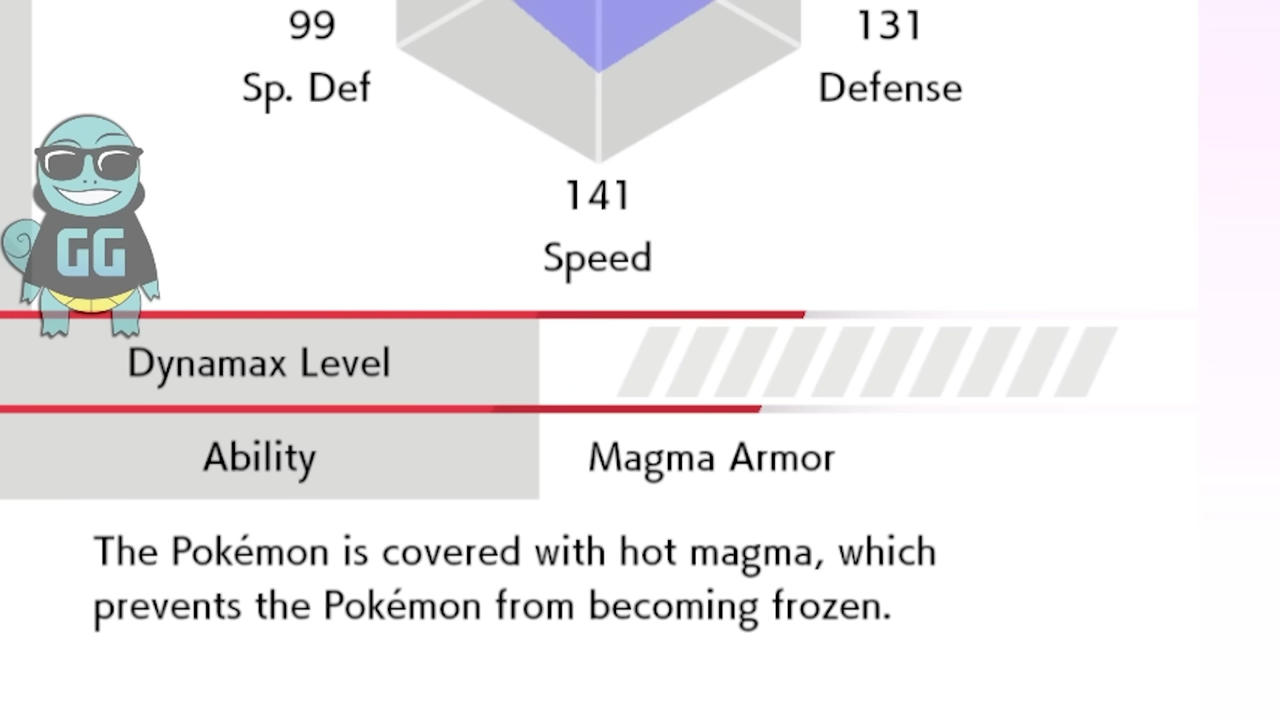 99
131
Sp. Def
Defense
141
Speed
GG
Dynamax Level
Ability
Magma Armor
The Pokémon is covered with hot magma, which
prevents the Pokémon from becoming frozen.